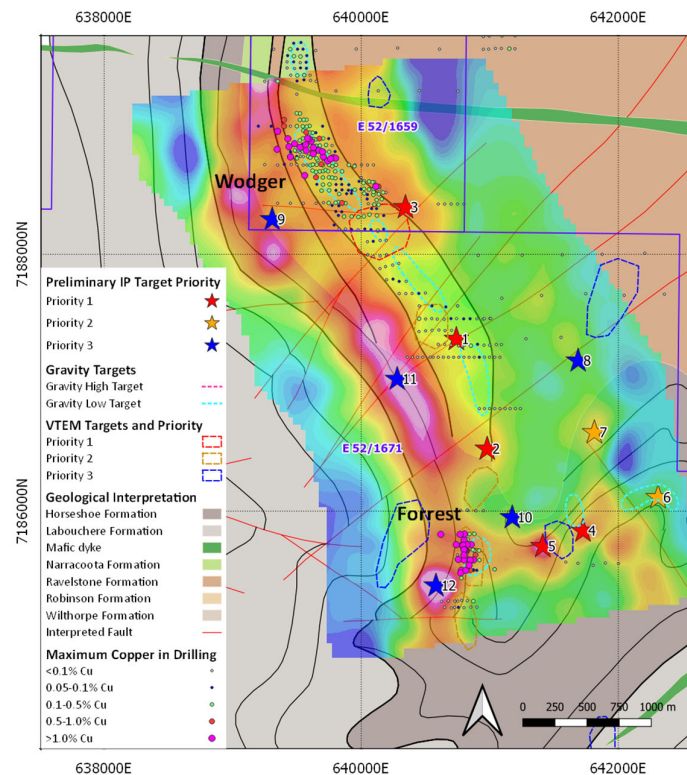 638000E 640000E 642000E
E 52/1659
Wodger
3
9
7188000N
Preliminary IP Target Priority
Priority 1
Priority 2
Priority 3
1
8
11
Gravity Targets
Gravity High Target
Gravity Low Target
7
VTEM Targets and Priority
Priority 1
Priority 2
Priority 3
E 52/1671
2
6
7186000N
Forrest
10
4
5
12
Geological Interpretation
Horseshoe Formation
Labouchere Formation
Mafic dyke
Narracoota Formation
Ravelstone Formation
Robinson Formation
Wilthorpe Formation
Interpreted Fault
Maximum Copper in Drilling
<0.1% Cu
0.05-0.1% Cu
0.1-0.5% Cu
0.5-1.0% Cu
>1.0% Cu
0 250 500 750 1000 m
638000E 640000E 642000E